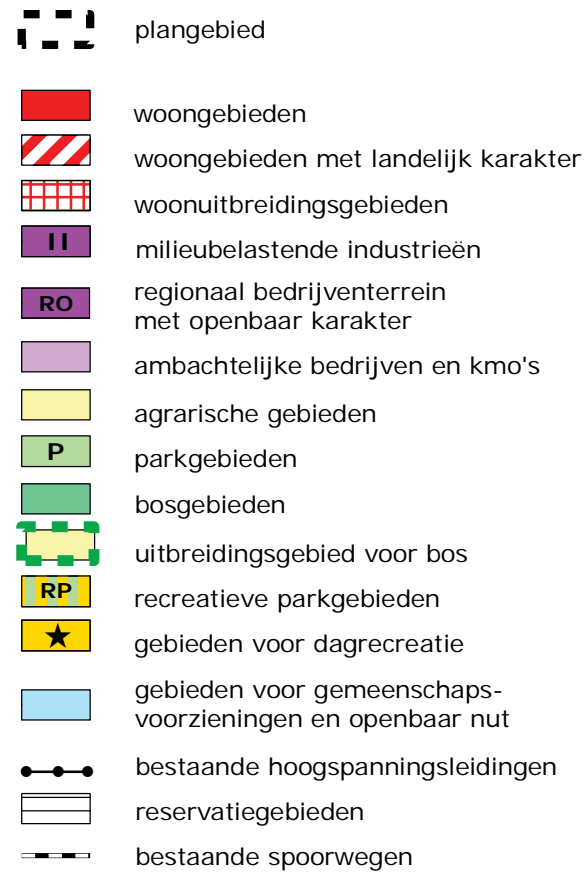 plangebied
woongebieden
woongebieden met landelijk karakter
woonuitbreidingsgebieden
II milieubelastende industrieën
RO regionaal bedrijventerrein
met openbaar karakter
ambachtelijke bedrijven en kmo's
agrarische gebieden
P parkgebieden
bosgebieden
uitbreidingsgebied voor bos
RP recreatieve parkgebieden
gebieden voor dagrecreatie
gebieden voor gemeenschaps-
voorzieningen en openbaar nut
bestaande hoogspanningsleidingen
reservatiegebieden
bestaande spoorwegen